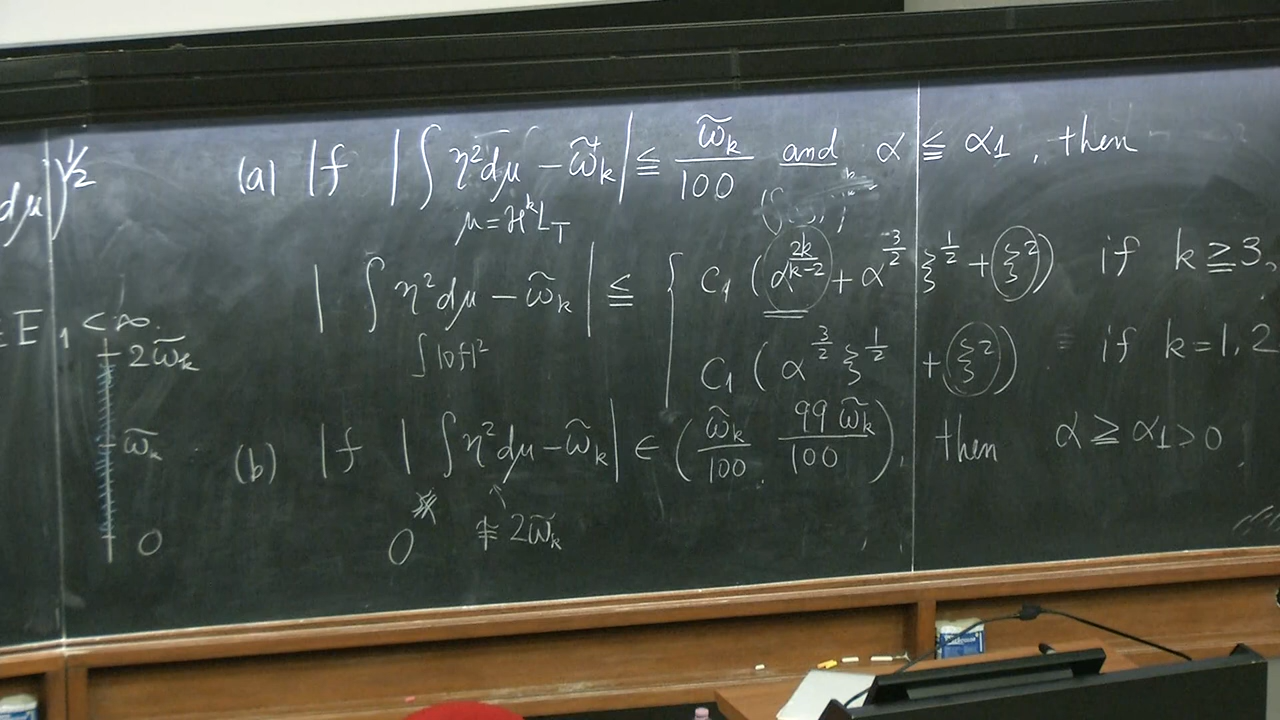 dμ)^{1/2}
(a) If |∫η²dμ − ω̃_k| ≦ ω̃_k/100 and α ≦ α₁, then
μ = ℋ^k⌊_T
|∫η²dμ − ω̃_k| ≦ { C₁(α^{2k/(k-2)} + α^{3/2} ξ^{1/2} + ξ²) if k ≧ 3,
C₁(α^{3/2} ξ^{1/2} + ξ²) if k = 1, 2
E₁ < ∞.
2ω̃_k
ω̃_k
0
(b) If |∫η²dμ − ω̃_k| ∈ (ω̃_k/100, 99ω̃_k/100), then α ≧ α₁ > 0
0
↑
≠ 2ω̃_k